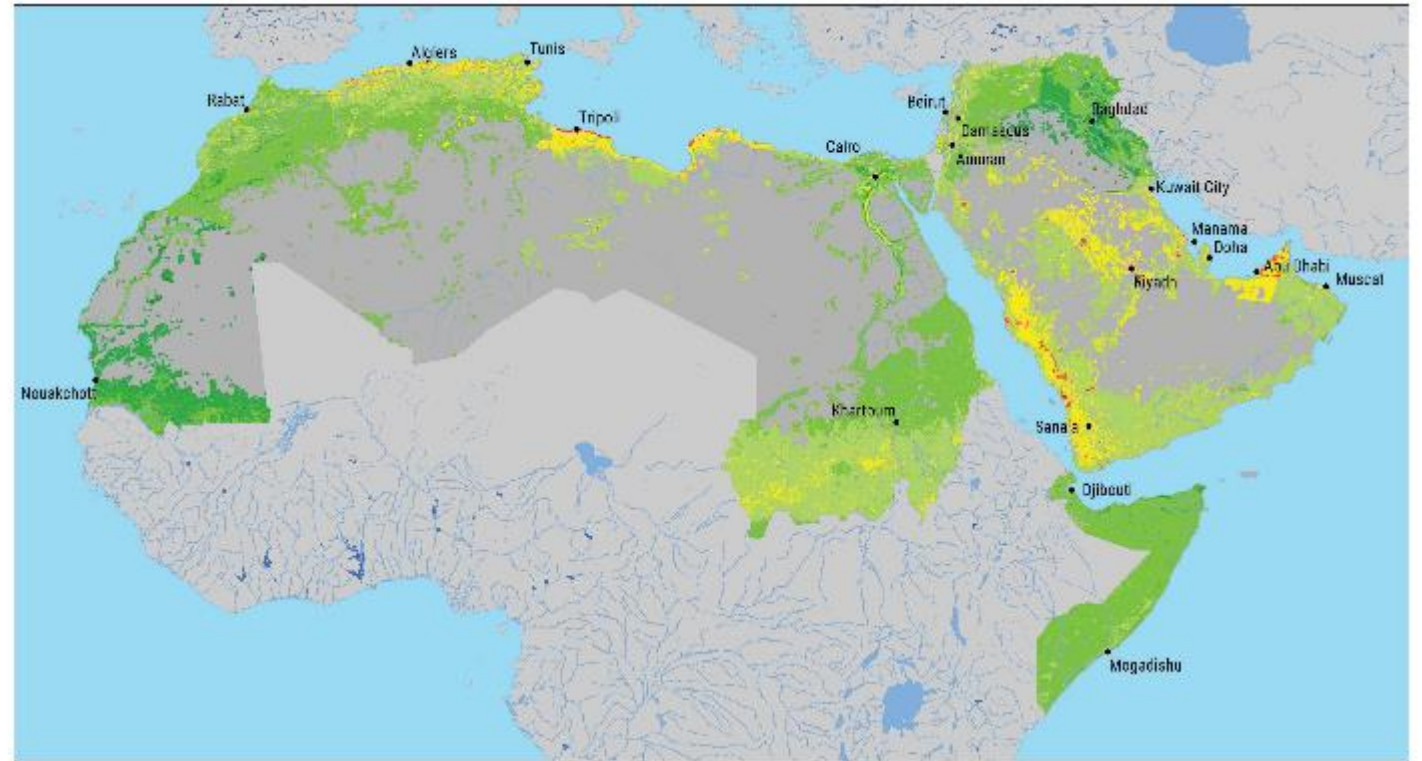 Algiers
Tunis
Rabat
Tripoli
Beirut
Baghdad
Damascus
Cairo
Amman
Kuwait City
Manama
Doha
Abu Dhabi
Muscat
Riyadh
Nouakchott
Khartoum
Sana'a
Djibouti
Mogadishu